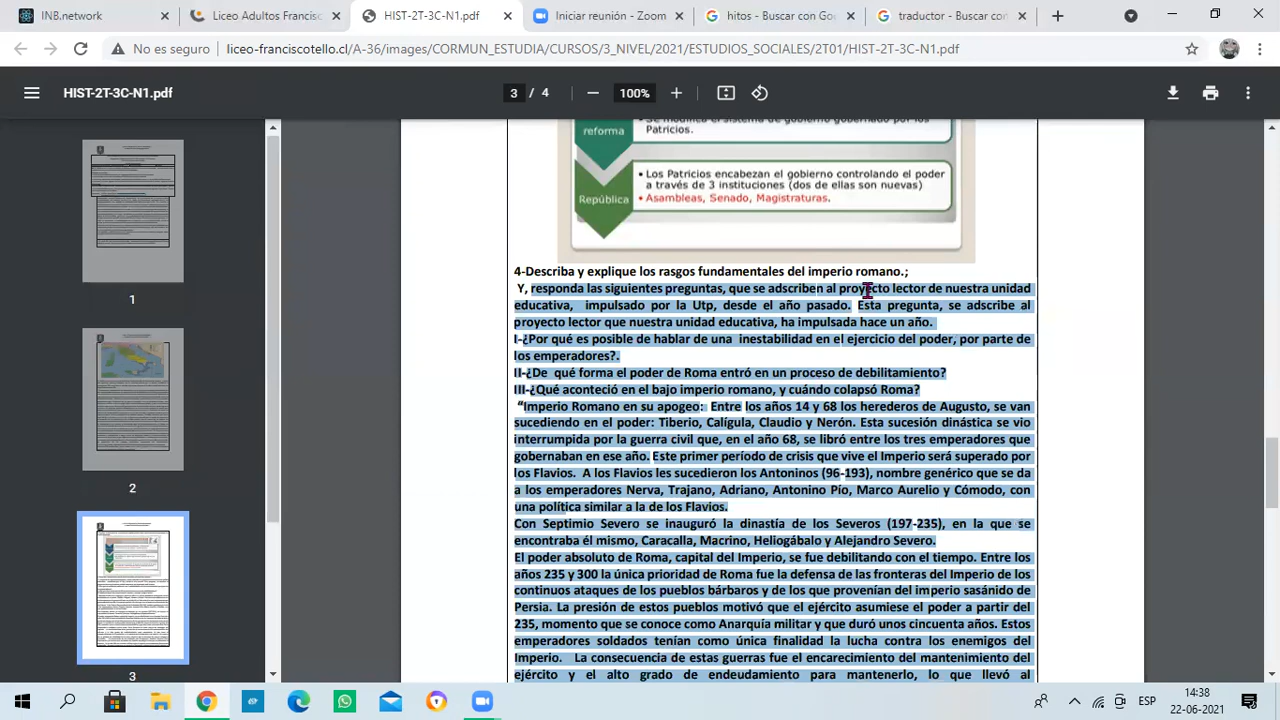 INB.network
Liceo Adultos Francisc
HIST-2T-3C-N1.pdf
Iniciar reunión - Zoom
hitos - Buscar con Goo
traductor - Buscar con
No es seguro
liceo-franciscotello.cl/A-36/images/CORMUN_ESTUDIA/CURSOS/3_NIVEL/2021/ESTUDIOS_SOCIALES/2T01/HIST-2T-3C-N1.pdf
HIST-2T-3C-N1.pdf
3 / 4
100%
1
2
3
reforma
• Se modifica el sistema de gobierno gobernado por los
Patricios.
República
• Los Patricios encabezan el gobierno controlando el poder
a través de 3 instituciones (dos de ellas son nuevas)
• Asambleas, Senado, Magistraturas.
4-Describa y explique los rasgos fundamentales del imperio romano.;
Y, responda las siguientes preguntas, que se adscriben al proyecto lector de nuestra unidad
educativa, impulsado por la Utp, desde el año pasado. Esta pregunta, se adscribe al
proyecto lector que nuestra unidad educativa, ha impulsada hace un año.
I-¿Por qué es posible de hablar de una inestabilidad en el ejercicio del poder, por parte de
los emperadores?.
II-¿De qué forma el poder de Roma entró en un proceso de debilitamiento?
III-¿Qué aconteció en el bajo imperio romano, y cuándo colapsó Roma?
“Imperio Romano en su apogeo: Entre los años 14 y 68 los herederos de Augusto, se van
sucediendo en el poder: Tiberio, Calígula, Claudio y Nerón. Esta sucesión dinástica se vio
interrumpida por la guerra civil que, en el año 68, se libró entre los tres emperadores que
gobernaban en ese año. Este primer período de crisis que vive el Imperio será superado por
los Flavios. A los Flavios les sucedieron los Antoninos (96-193), nombre genérico que se da
a los emperadores Nerva, Trajano, Adriano, Antonino Pío, Marco Aurelio y Cómodo, con
una política similar a la de los Flavios.
Con Septimio Severo se inauguró la dinastía de los Severos (197-235), en la que se
encontraba él mismo, Caracalla, Macrino, Heliogábalo y Alejandro Severo.
El poder absoluto de Roma, capital del Imperio, se fue debilitando con el tiempo. Entre los
años 235 y 300 la única prioridad de Roma fue la defensa de las fronteras del Imperio de los
continuos ataques de los pueblos bárbaros y de los que provenían del imperio sasánido de
Persia. La presión de estos pueblos motivó que el ejército asumiese el poder a partir del
235, momento que se conoce como Anarquía militar y que duró unos cincuenta años. Estos
emperadores soldados tenían como única finalidad la lucha contra los enemigos del
Imperio. La consecuencia de estas guerras fue el encarecimiento del mantenimiento del
ejército y el alto grado de endeudamiento para mantenerlo, lo que llevó al
ESP
14:38
22-06-2021